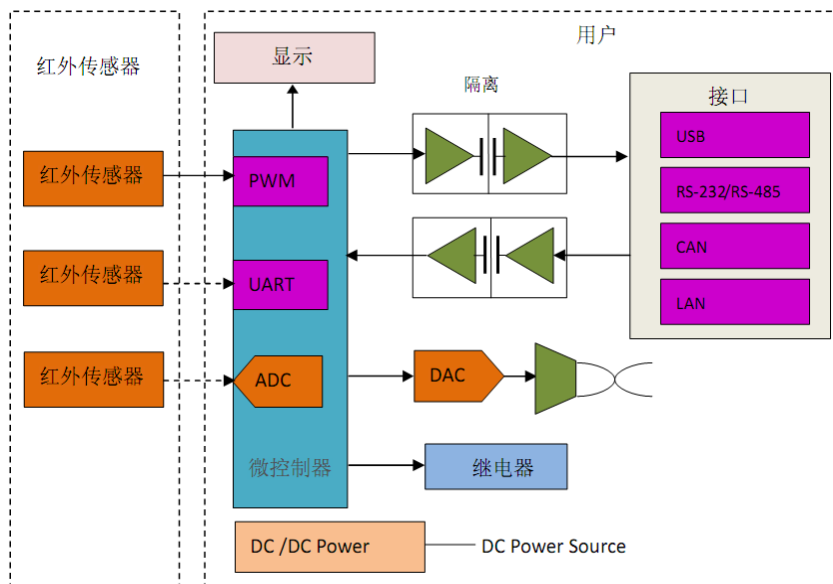 红外传感器
用户
显示
隔离
接口
红外传感器
PWM
USB
RS-232/RS-485
红外传感器
UART
CAN
LAN
红外传感器
ADC
DAC
微控制器
继电器
DC /DC Power
DC Power Source